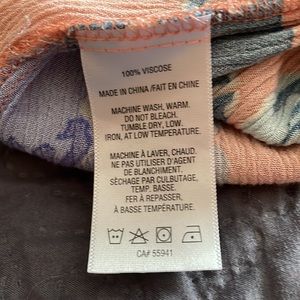 100% VISCOSE
MADE IN CHINA /FAIT EN CHINE
MACHINE WASH, WARM.
DO NOT BLEACH.
TUMBLE DRY, LOW.
IRON, AT LOW TEMPERATURE.
MACHINE À LAVER, CHAUD.
NE PAS UTILISER D'AGENT
DE BLANCHIMENT.
SÉCHAGE PAR CULBUTAGE,
TEMP. BASSE.
FER À REPASSER,
À BASSE TEMPÉRATURE.
CA# 55941